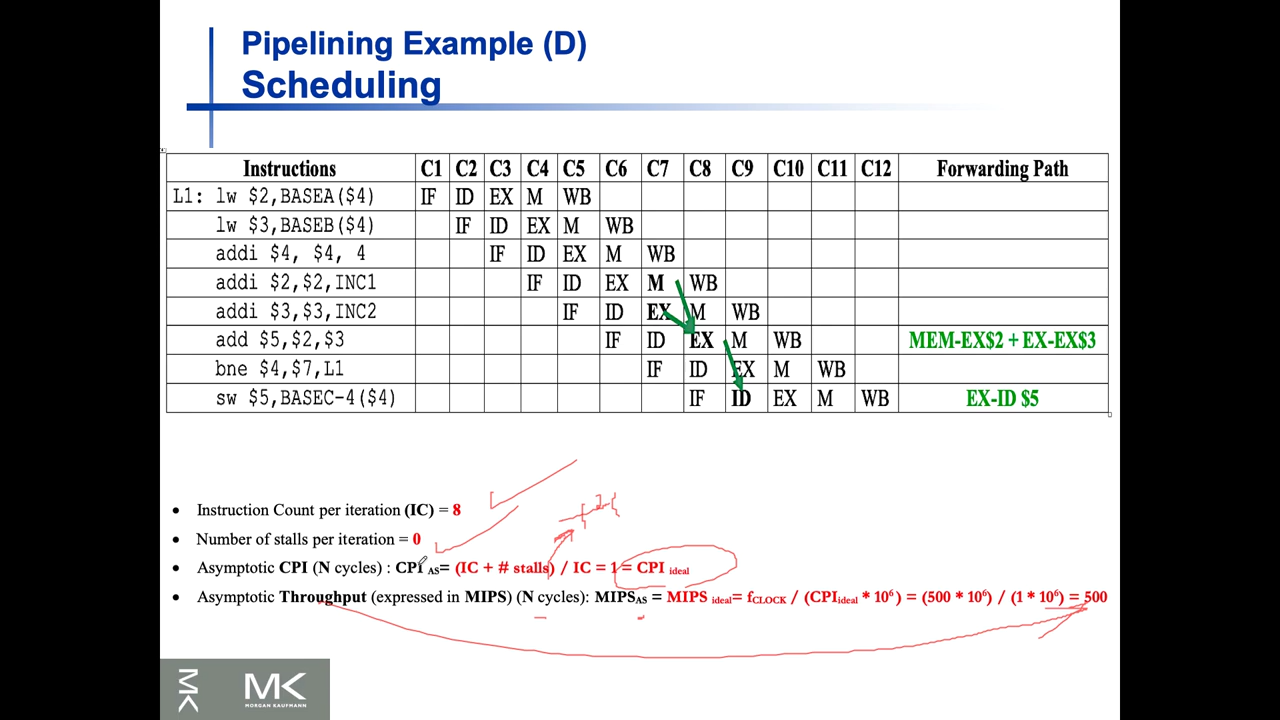 Pipelining Example (D)
Scheduling
Instructions C1 C2 C3 C4 C5 C6 C7 C8 C9 C10 C11 C12 Forwarding Path
L1: lw $2,BASEA($4) IF ID EX M WB
lw $3,BASEB($4) IF ID EX M WB
addi $4, $4, 4 IF ID EX M WB
addi $2,$2,INC1 IF ID EX M WB
addi $3,$3,INC2 IF ID EX M WB
add $5,$2,$3 IF ID EX M WB MEM-EX$2 + EX-EX$3
bne $4,$7,L1 IF ID EX M WB
sw $5,BASEC-4($4) IF ID EX M WB EX-ID $5
• Instruction Count per iteration (IC) = 8
• Number of stalls per iteration = 0
• Asymptotic CPI (N cycles) : CPI AS= (IC + # stalls) / IC = 1 = CPI ideal
• Asymptotic Throughput (expressed in MIPS) (N cycles): MIPSAS = MIPS ideal= fCLOCK / (CPIideal * 10⁶) = (500 * 10⁶) / (1 * 10⁶) = 500
MK
MK
MORGAN KAUFMANN